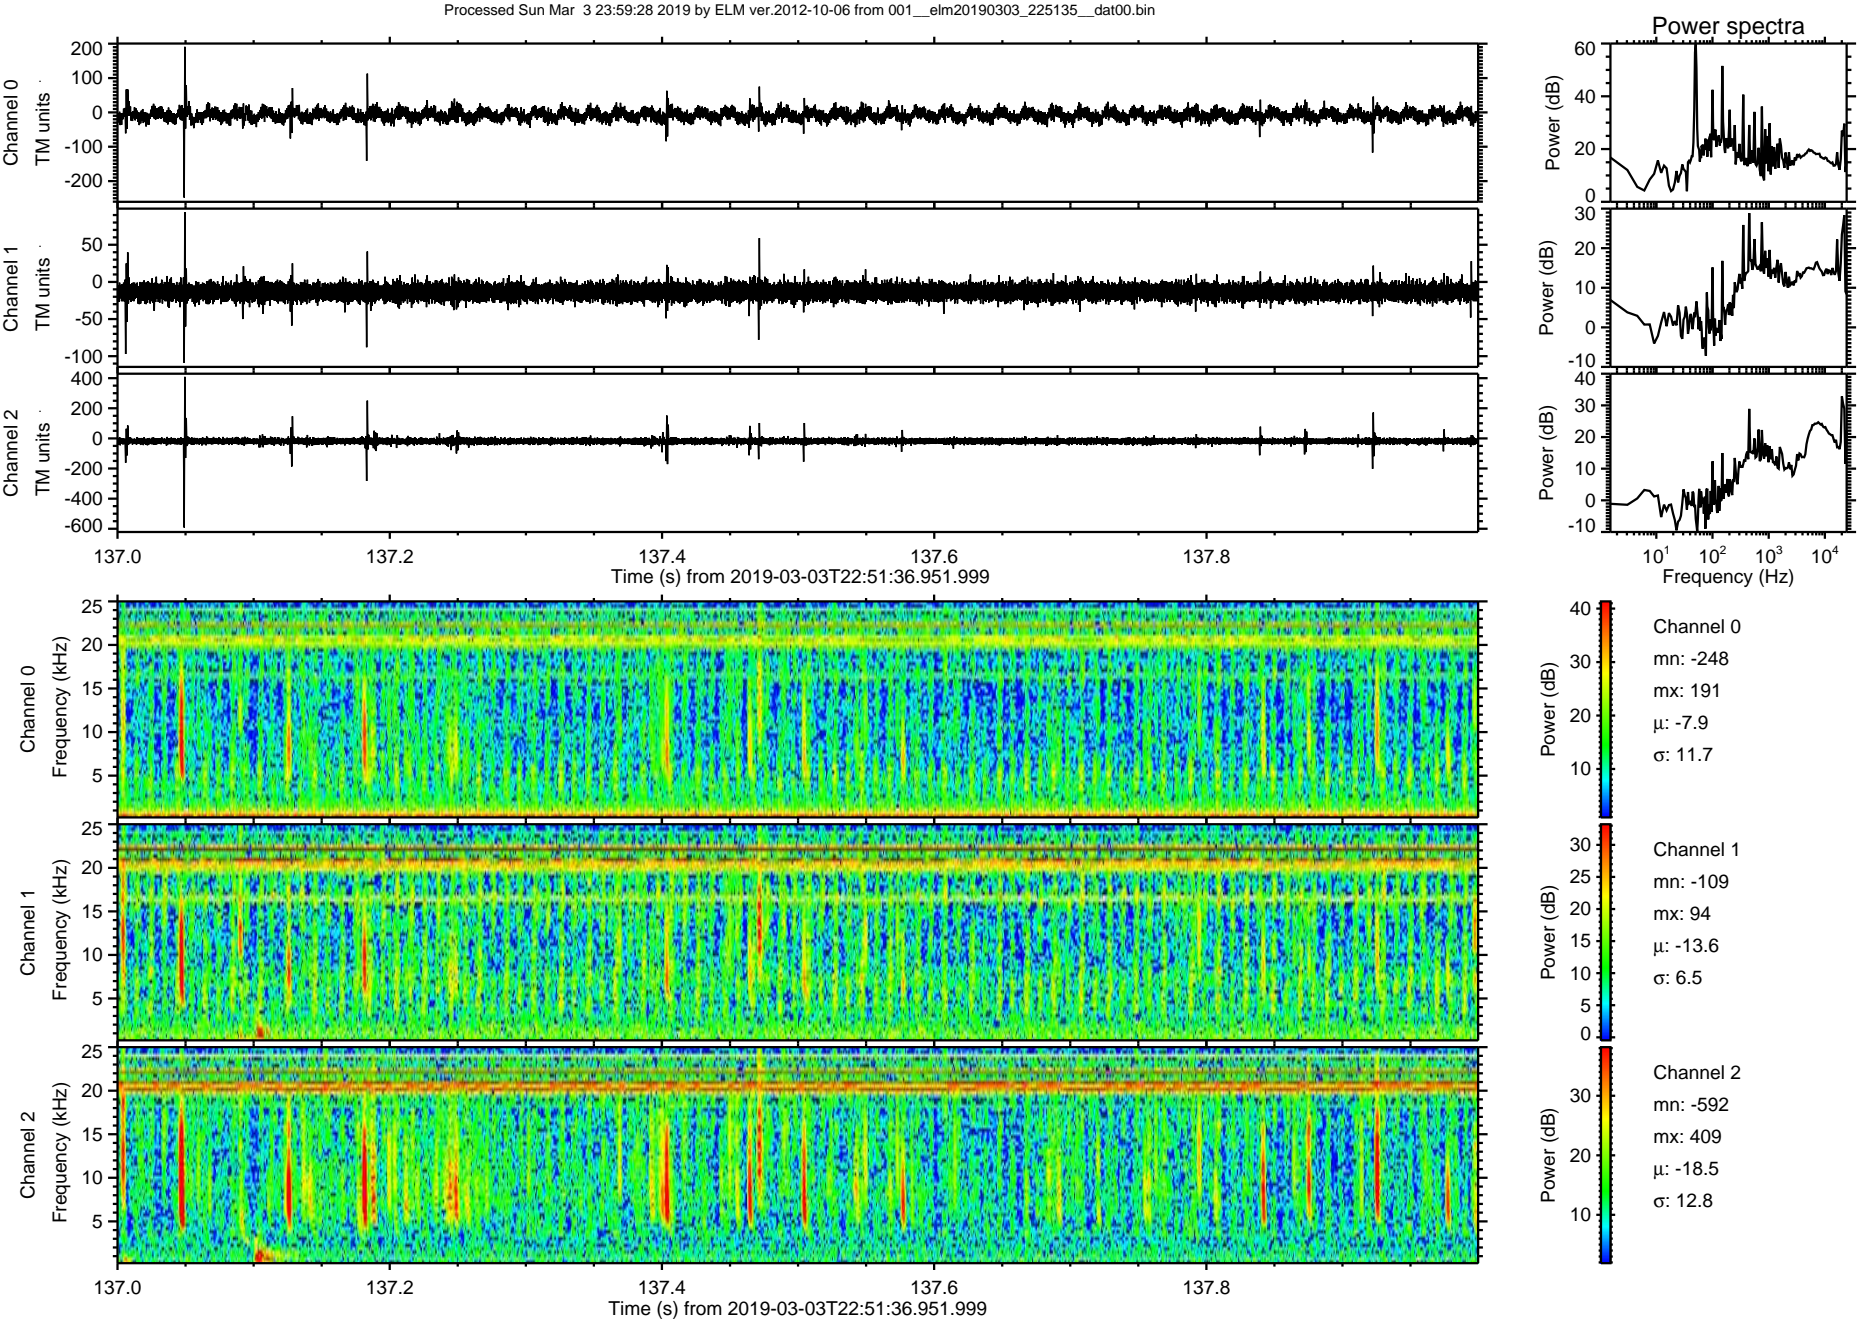 Processed Sun Mar  3 23:59:28 2019 by ELM ver.2012-10-06 from 001__elm20190303_225135__dat00.bin
Power spectra
Channel 0
TM units
200
100
0
-100
-200
Power (dB)
60
40
20
0
Channel 1
TM units
50
0
-50
-100
Power (dB)
30
20
10
0
-10
Channel 2
TM units
400
200
0
-200
-400
-600
Power (dB)
40
30
20
10
0
-10
137.0 137.2 137.4 137.6 137.8
Time (s) from 2019-03-03T22:51:36.951.999
10¹ 10² 10³ 10⁴
Frequency (Hz)
Channel 0
Frequency (kHz)
25
20
15
10
5
Power (dB)
40
30
20
10
Channel 0
mn: -248
mx: 191
μ: -7.9
σ: 11.7
Channel 1
Frequency (kHz)
25
20
15
10
5
Power (dB)
30
25
20
15
10
5
0
Channel 1
mn: -109
mx: 94
μ: -13.6
σ: 6.5
Channel 2
Frequency (kHz)
25
20
15
10
5
Power (dB)
30
20
10
Channel 2
mn: -592
mx: 409
μ: -18.5
σ: 12.8
137.0 137.2 137.4 137.6 137.8
Time (s) from 2019-03-03T22:51:36.951.999